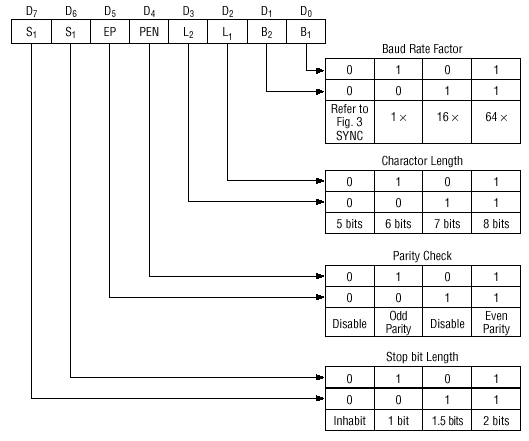 D7 D6 D5 D4 D3 D2 D1 D0
S1 S1 EP PEN L2 L1 B2 B1
Baud Rate Factor
0 1 0 1
0 0 1 1
Refer to
Fig. 3
SYNC
1 × 16 × 64 ×
Charactor Length
0 1 0 1
0 0 1 1
5 bits 6 bits 7 bits 8 bits
Parity Check
0 1 0 1
0 0 1 1
Disable Odd Parity Disable Even Parity
Stop bit Length
0 1 0 1
0 0 1 1
Inhabit 1 bit 1.5 bits 2 bits